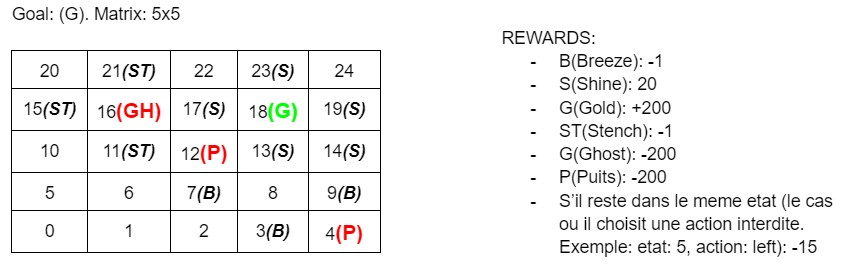 Goal: (G). Matrix: 5x5
20 21(ST) 22 23(S) 24
15(ST) 16(GH) 17(S) 18(G) 19(S)
10 11(ST) 12(P) 13(S) 14(S)
5 6 7(B) 8 9(B)
0 1 2 3(B) 4(P)
REWARDS:
- B(Breeze): -1
- S(Shine): 20
- G(Gold): +200
- ST(Stench): -1
- G(Ghost): -200
- P(Puits): -200
- S'il reste dans le meme etat (le cas
ou il choisit une action interdite.
Exemple: etat: 5, action: left): -15